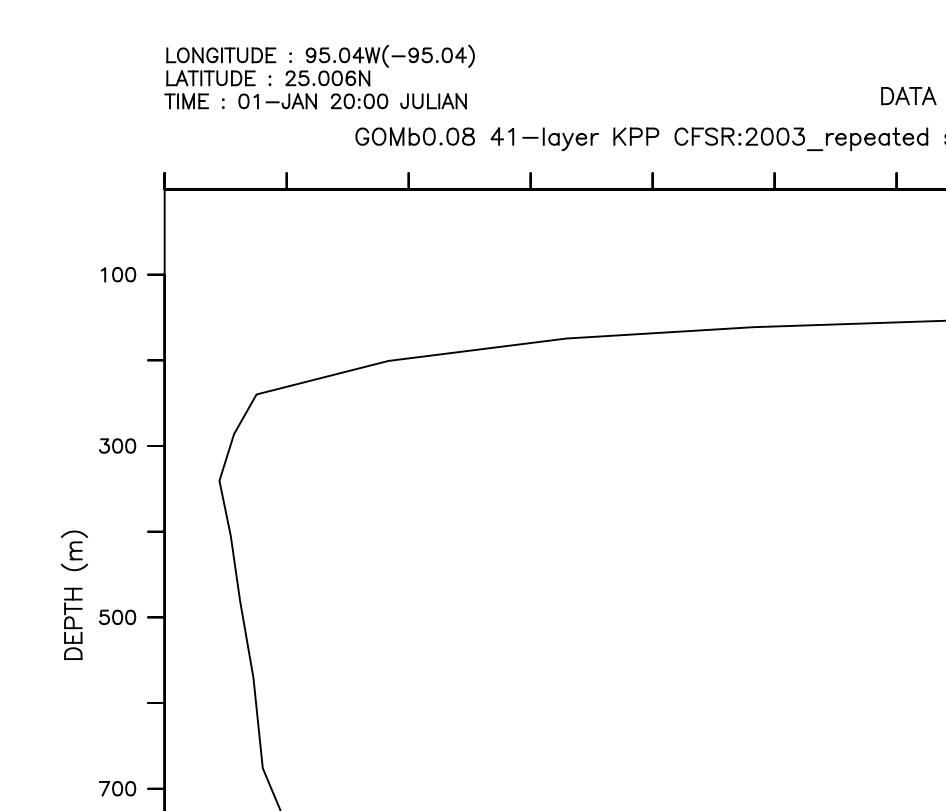 LONGITUDE : 95.04W(-95.04)
LATITUDE : 25.006N
TIME : 01-JAN 20:00 JULIAN
DATA
GOMb0.08 41-layer KPP CFSR:2003_repeated
100
300
500
700
DEPTH (m)